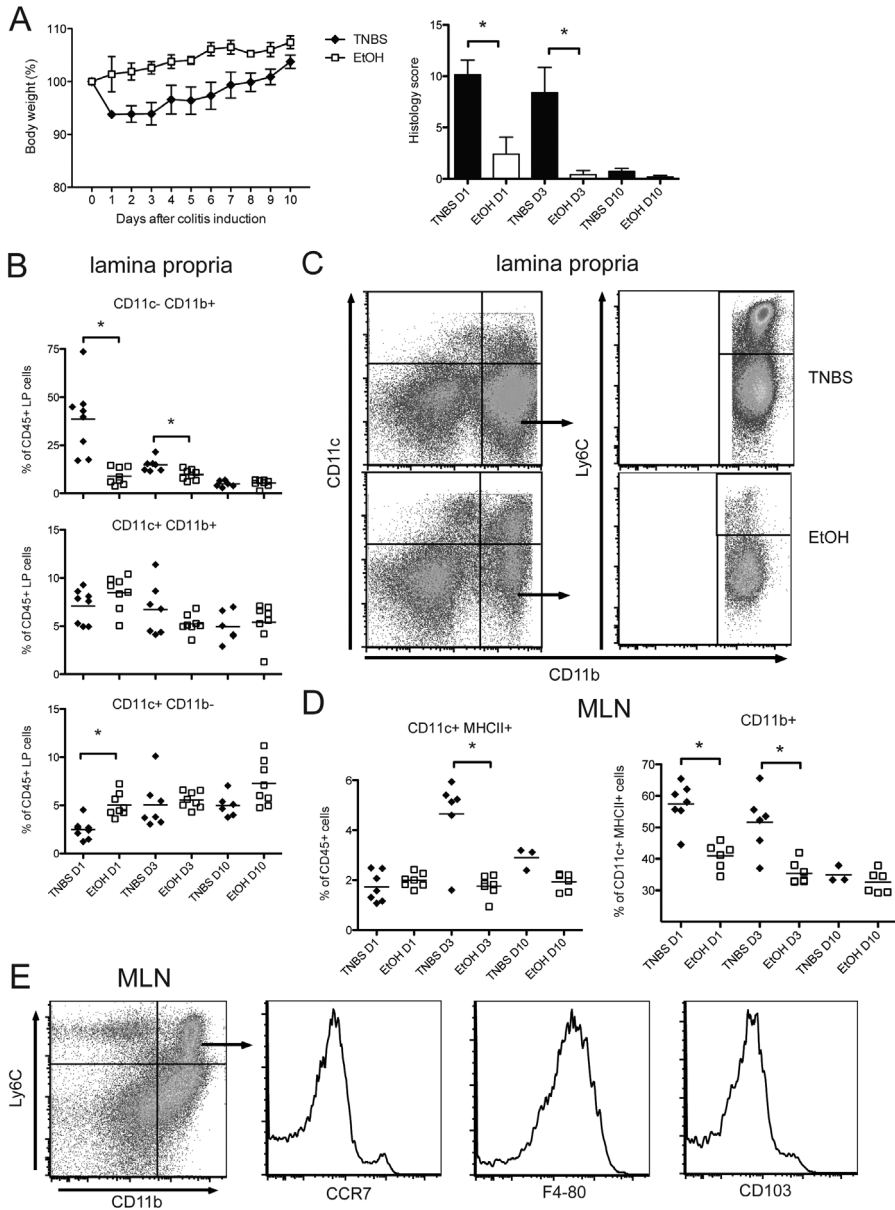 A
Body weight (%)
110
100
90
80
0 1 2 3 4 5 6 7 8 9 10
Days after colitis induction
TNBS
EtOH
Histology score
15
10
5
0
*
*
TNBS D1
EtOH D1
TNBS D3
EtOH D3
TNBS D10
EtOH D10
B
lamina propria
CD11c- CD11b+
% of CD45+ LP cells
75
50
25
0
*
*
CD11c+ CD11b+
% of CD45+ LP cells
15
10
5
0
CD11c+ CD11b-
% of CD45+ LP cells
15
10
5
0
*
TNBS D1
EtOH D1
TNBS D3
EtOH D3
TNBS D10
EtOH D10
C
lamina propria
CD11c
Ly6C
TNBS
EtOH
CD11b
D
MLN
CD11c+ MHCII+
% of CD45+ cells
6
4
2
0
*
TNBS D1
EtOH D1
TNBS D3
EtOH D3
TNBS D10
EtOH D10
CD11b+
% of CD11c+ MHCII+ cells
70
60
50
40
30
*
*
TNBS D1
EtOH D1
TNBS D3
EtOH D3
TNBS D10
EtOH D10
E
MLN
Ly6C
CD11b
CCR7
F4-80
CD103